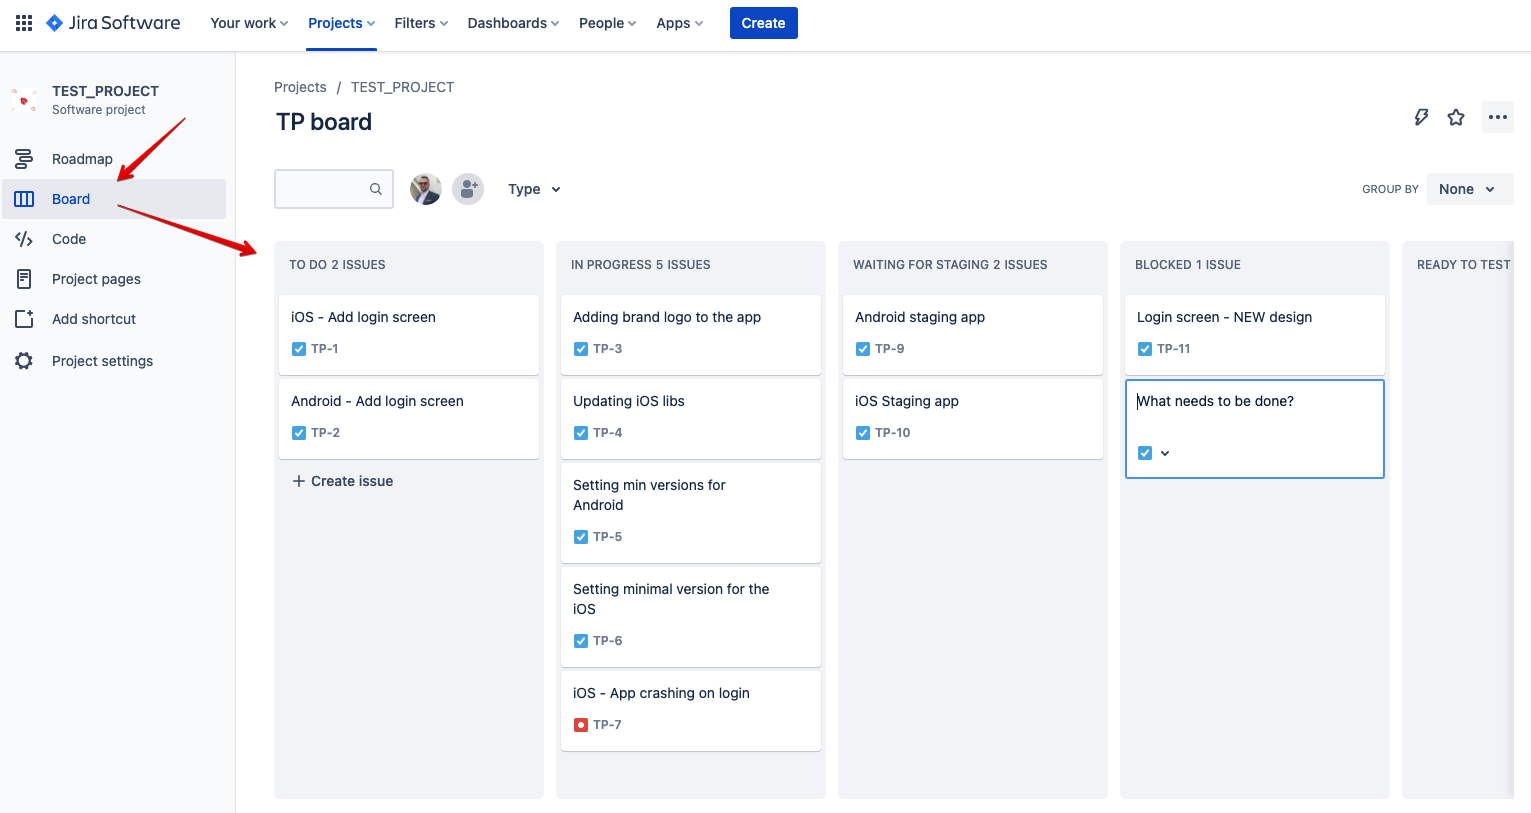 Jira Software
Your work
Projects
Filters
Dashboards
People
Apps
Create
TEST_PROJECT
Software project
Roadmap
Board
Code
Project pages
Add shortcut
Project settings
Projects / TEST_PROJECT
TP board
Type
GROUP BY None
TO DO 2 ISSUES
iOS - Add login screen
TP-1
Android - Add login screen
TP-2
+ Create issue
IN PROGRESS 5 ISSUES
Adding brand logo to the app
TP-3
Updating iOS libs
TP-4
Setting min versions for
Android
TP-5
Setting minimal version for the
iOS
TP-6
iOS - App crashing on login
TP-7
WAITING FOR STAGING 2 ISSUES
Android staging app
TP-9
iOS Staging app
TP-10
BLOCKED 1 ISSUE
Login screen - NEW design
TP-11
What needs to be done?
READY TO TEST